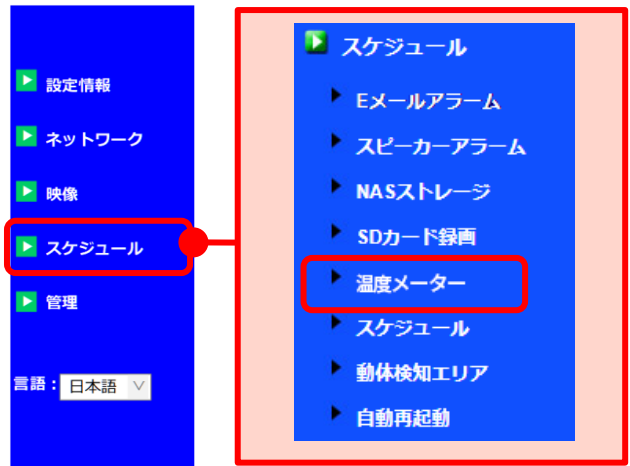 設定情報
ネットワーク
映像
スケジュール
管理
言語：日本語
スケジュール
Eメールアラーム
スピーカーアラーム
NASストレージ
SDカード録画
温度メーター
スケジュール
動体検知エリア
自動再起動